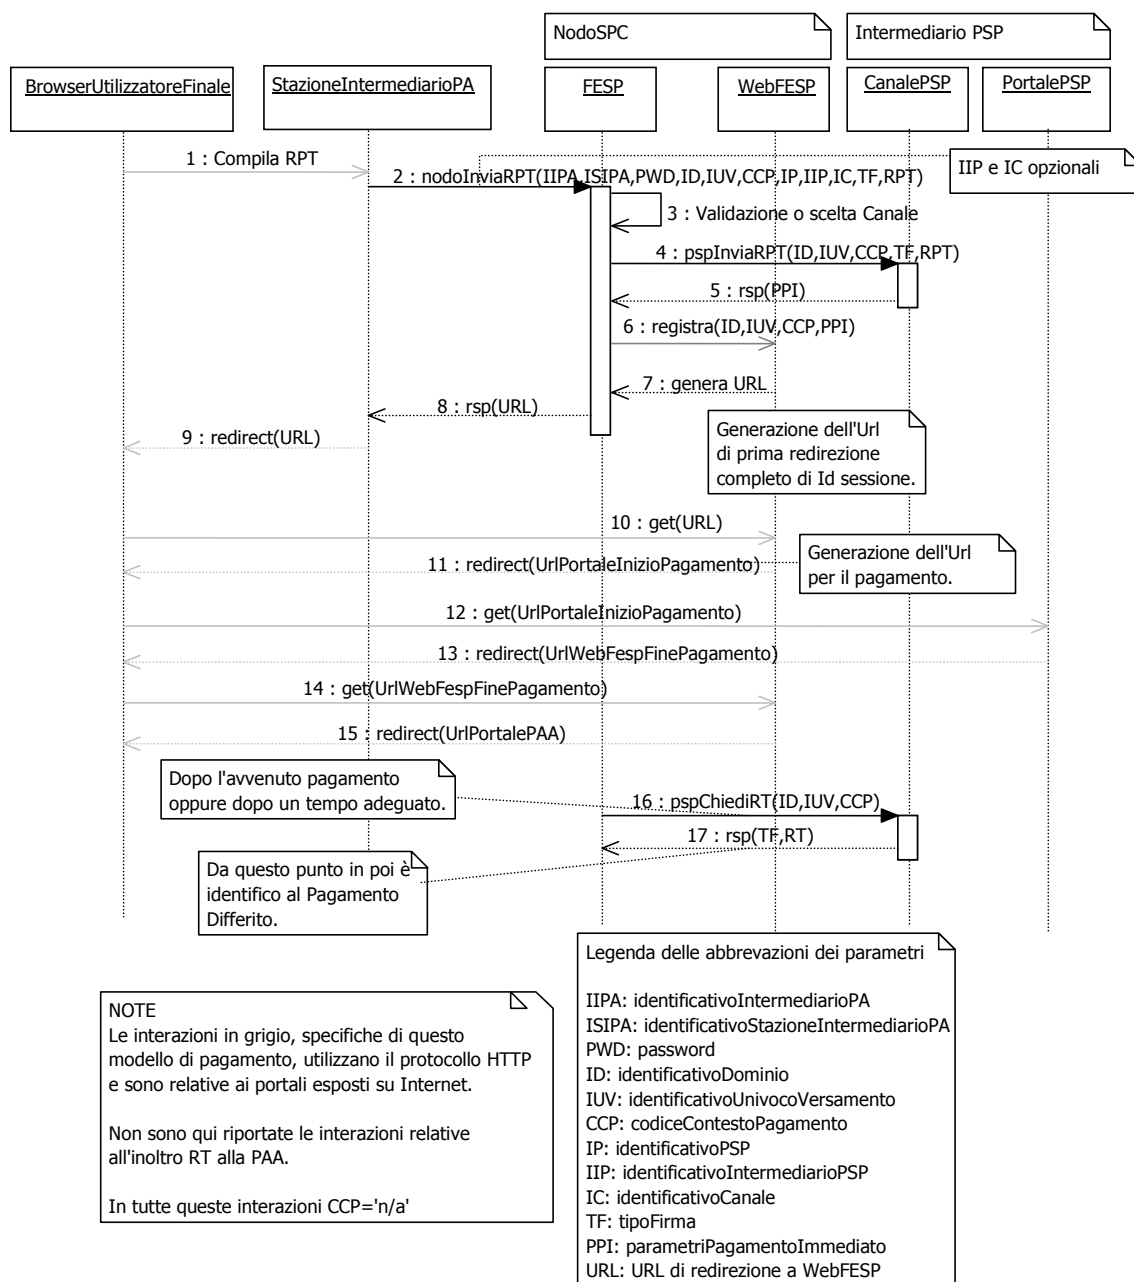 NodoSPC
Intermediario PSP
BrowserUtilizzatoreFinale
StazioneIntermediarioPA
FESP
WebFESP
CanalePSP
PortalePSP
1 : Compila RPT
IIP e IC opzionali
2 : nodoInviaRPT(IIPA,ISIPA,PWD,ID,IUV,CCP,IP,IIP,IC,TF,RPT)
3 : Validazione o scelta Canale
4 : pspInviaRPT(ID,IUV,CCP,TF,RPT)
5 : rsp(PPI)
6 : registra(ID,IUV,CCP,PPI)
7 : genera URL
8 : rsp(URL)
9 : redirect(URL)
Generazione dell'Url
di prima redirezione
completo di Id sessione.
10 : get(URL)
11 : redirect(UrlPortaleInizioPagamento)
Generazione dell'Url
per il pagamento.
12 : get(UrlPortaleInizioPagamento)
13 : redirect(UrlWebFespFinePagamento)
14 : get(UrlWebFespFinePagamento)
15 : redirect(UrlPortalePAA)
Dopo l'avvenuto pagamento
oppure dopo un tempo adeguato.
16 : pspChiediRT(ID,IUV,CCP)
17 : rsp(TF,RT)
Da questo punto in poi è
identifico al Pagamento
Differito.
Legenda delle abbrevazioni dei parametri
IIPA: identificativoIntermediarioPA
ISIPA: identificativoStazioneIntermediarioPA
PWD: password
ID: identificativoDominio
IUV: identificativoUnivocoVersamento
CCP: codiceContestoPagamento
IP: identificativoPSP
IIP: identificativoIntermediarioPSP
IC: identificativoCanale
TF: tipoFirma
PPI: parametriPagamentoImmediato
URL: URL di redirezione a WebFESP
NOTE
Le interazioni in grigio, specifiche di questo
modello di pagamento, utilizzano il protocollo HTTP
e sono relative ai portali esposti su Internet.
Non sono qui riportate le interazioni relative
all'inoltro RT alla PAA.
In tutte queste interazioni CCP='n/a'